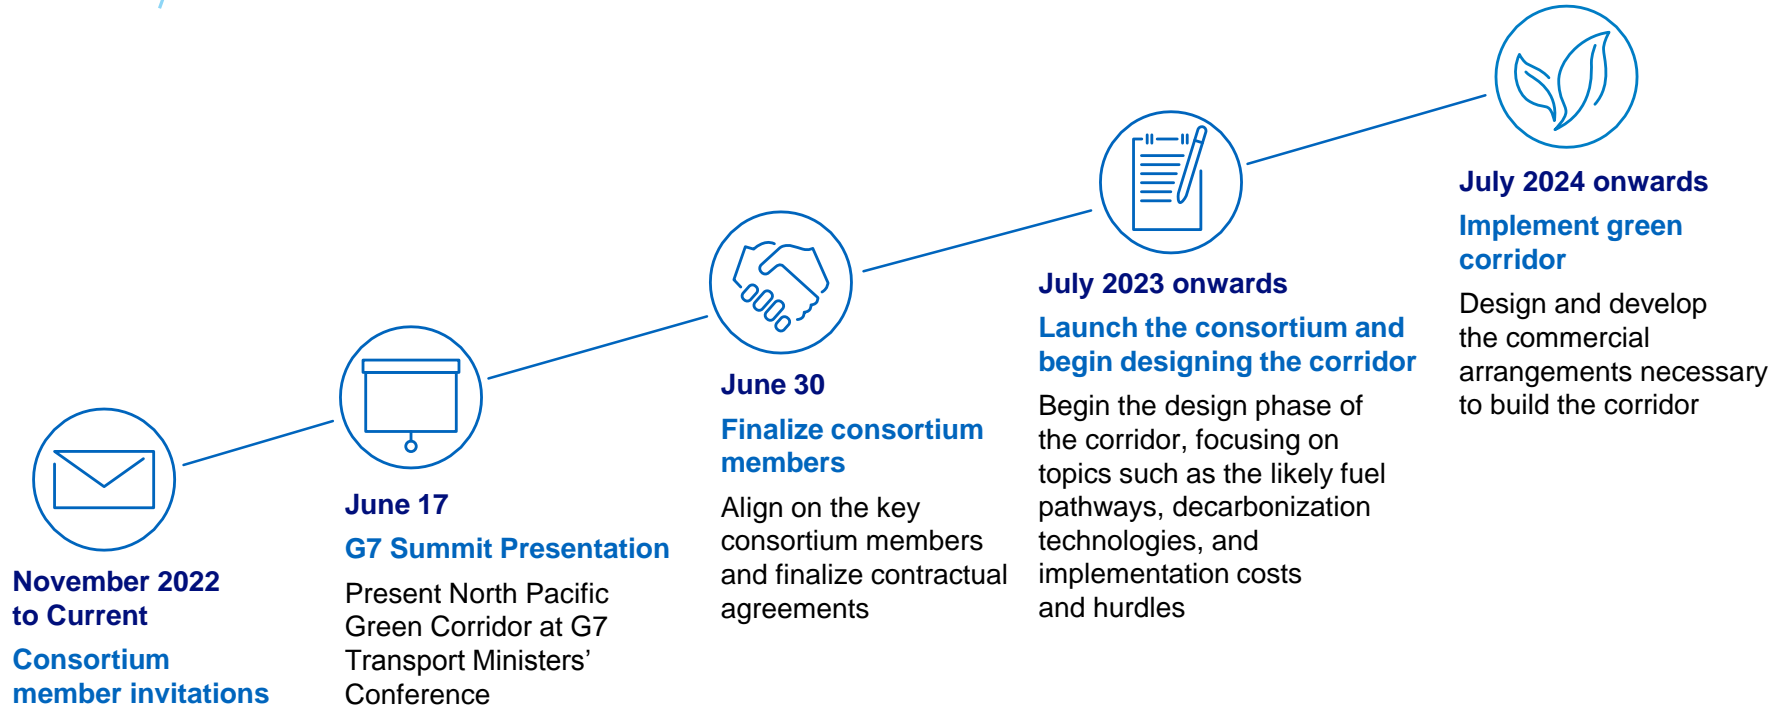 November 2022
to Current
Consortium
member invitations
June 17
G7 Summit Presentation
Present North Pacific
Green Corridor at G7
Transport Ministers’
Conference
June 30
Finalize consortium
members
Align on the key
consortium members
and finalize contractual
agreements
July 2023 onwards
Launch the consortium and
begin designing the corridor
Begin the design phase of
the corridor, focusing on
topics such as the likely fuel
pathways, decarbonization
technologies, and
implementation costs
and hurdles
July 2024 onwards
Implement green
corridor
Design and develop
the commercial
arrangements necessary
to build the corridor